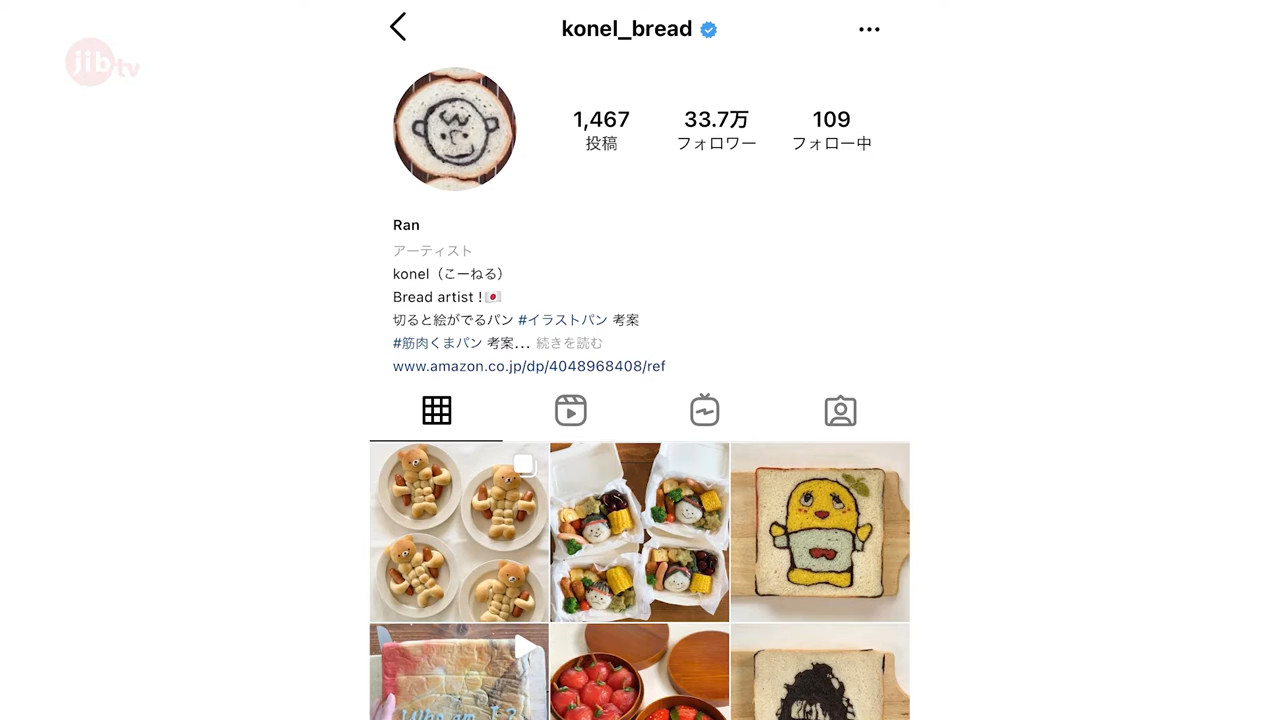 jibtv
konel_bread
1,467
投稿
33.7万
フォロワー
109
フォロー中
Ran
アーティスト
konel（こーねる）
Bread artist !🇯🇵
切ると絵がでるパン #イラストパン 考案
#筋肉くまパン 考案... 続きを読む
www.amazon.co.jp/dp/4048968408/ref
Who am I?